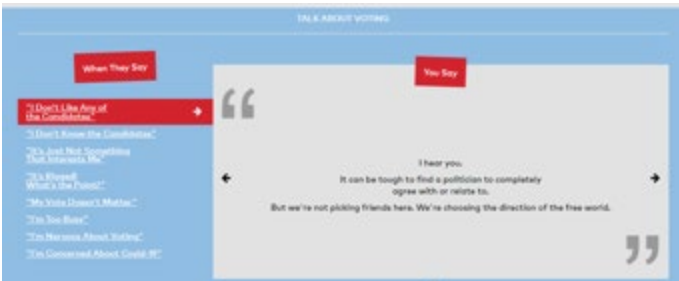 TALK ABOUT VOTING
When They Say
You Say
"I Don't Like Any of
the Candidates"
"I Don't Know the Candidates"
"It's Just Not Something
That Interests Me"
"It's Rigged!
What's the Point?"
"My Vote Doesn't Matter"
"I'm Too Busy"
"I'm Nervous About Voting"
"I'm Concerned About Covid-19"
I hear you.
It can be tough to find a politician to completely
agree with or relate to.
But we're not picking friends here. We're choosing the direction of the free world.